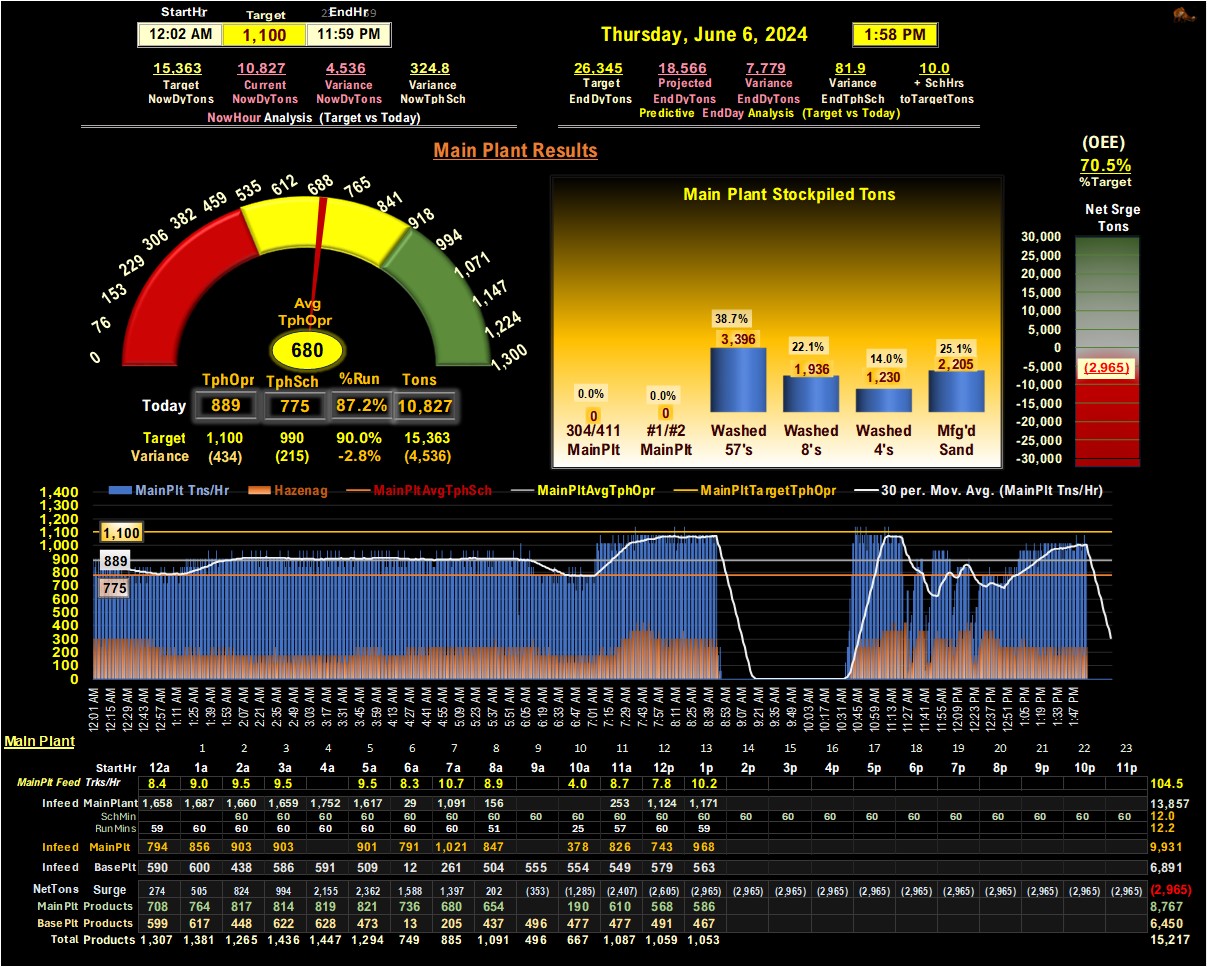 StartHr Target EndHr
12:02 AM 1,100 11:59 PM
Thursday, June 6, 2024 1:58 PM
15,363 10,827 4,536 324.8
Target Current Variance Variance
NowDyTons NowDyTons NowDyTons NowTphSch
NowHour Analysis (Target vs Today)
26,345 18,566 7,779 81.9 10.0
Target Projected Variance Variance + SchHrs
EndDyTons EndDyTons EndDyTons EndTphSch toTargetTons
Predictive EndDay Analysis (Target vs Today)
Main Plant Results
(OEE)
70.5%
%Target
0 76 153 229 306 382 459 535 612 688 765 841 918 994 1,071 1,147 1,224 1,300
Avg
TphOpr
680
TphOpr TphSch %Run Tons
Today 889 775 87.2% 10,827
Target 1,100 990 90.0% 15,363
Variance (434) (215) -2.8% (4,536)
Main Plant Stockpiled Tons
0.0% 0.0% 38.7% 22.1% 14.0% 25.1%
0 0 3,396 1,936 1,230 2,205
304/411 #1/#2 Washed Washed Washed Mfg'd
MainPlt MainPlt 57's 8's 4's Sand
Net Srge
Tons
30,000
25,000
20,000
15,000
10,000
5,000
0
-5,000
(2,965)
-10,000
-15,000
-20,000
-25,000
-30,000
MainPlt Tns/Hr Hazenag MainPltAvgTphSch MainPltAvgTphOpr MainPltTargetTphOpr 30 per. Mov. Avg. (MainPlt Tns/Hr)
1,400
1,300
1,200
1,100
1,000
900
800
700
600
500
400
300
200
100
0
1,100
889
775
12:01 AM 12:15 AM 12:29 AM 12:43 AM 12:57 AM 1:11 AM 1:25 AM 1:39 AM 1:53 AM 2:07 AM 2:21 AM 2:35 AM 2:49 AM 3:03 AM 3:17 AM 3:31 AM 3:45 AM 3:59 AM 4:13 AM 4:27 AM 4:41 AM 4:55 AM 5:09 AM 5:23 AM 5:37 AM 5:51 AM 6:05 AM 6:19 AM 6:33 AM 6:47 AM 7:01 AM 7:15 AM 7:29 AM 7:43 AM 7:57 AM 8:11 AM 8:25 AM 8:39 AM 8:53 AM 9:07 AM 9:21 AM 9:35 AM 9:49 AM 10:03 AM 10:17 AM 10:31 AM 10:45 AM 10:59 AM 11:13 AM 11:27 AM 11:41 AM 11:55 AM 12:09 PM 12:23 PM 12:37 PM 12:51 PM 1:05 PM 1:19 PM 1:33 PM 1:47 PM
Main Plant
1 2 3 4 5 6 7 8 9 10 11 12 13 14 15 16 17 18 19 20 21 22 23
StartHr 12a 1a 2a 3a 4a 5a 6a 7a 8a 9a 10a 11a 12p 1p 2p 3p 4p 5p 6p 7p 8p 9p 10p 11p
MainPlt Feed Trks/Hr 8.4 9.0 9.5 9.5 9.5 8.3 10.7 8.9 4.0 8.7 7.8 10.2 104.5
Infeed MainPlant 1,658 1,687 1,660 1,659 1,752 1,617 29 1,091 156 253 1,124 1,171 13,857
SchMin 60 60 60 60 60 60 60 60 60 60 60 60 60 60 60 60 60 60 60 60 12.0
RunMins 59 60 60 60 60 60 60 51 25 57 60 59 12.2
Infeed MainPlt 794 856 903 903 901 791 1,021 847 378 826 743 968 9,931
Infeed BasePlt 590 600 438 586 591 509 12 261 504 555 554 549 579 563 6,891
NetTons Surge 274 505 824 994 2,155 2,362 1,588 1,397 202 (353) (1,285) (2,407) (2,605) (2,965) (2,965) (2,965) (2,965) (2,965) (2,965) (2,965) (2,965) (2,965) (2,965) (2,965) (2,965)
MainPlt Products 708 764 817 814 819 821 736 680 654 190 610 568 586 8,767
BasePlt Products 599 617 448 622 628 473 13 205 437 496 477 477 491 467 6,450
Total Products 1,307 1,381 1,265 1,436 1,447 1,294 749 885 1,091 496 667 1,087 1,059 1,053 15,217